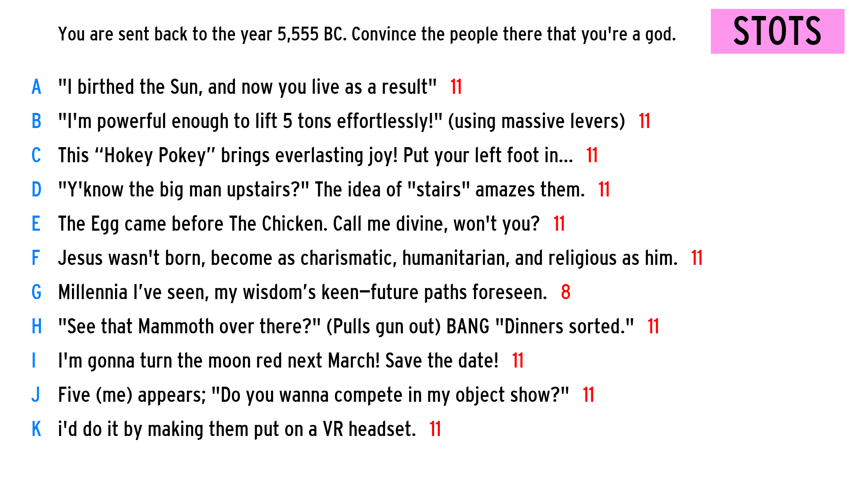 You are sent back to the year 5,555 BC. Convince the people there that you're a god.
STOTS
A "I birthed the Sun, and now you live as a result" 11
B "I'm powerful enough to lift 5 tons effortlessly!" (using massive levers) 11
C This “Hokey Pokey” brings everlasting joy! Put your left foot in... 11
D "Y'know the big man upstairs?" The idea of "stairs" amazes them. 11
E The Egg came before The Chicken. Call me divine, won't you? 11
F Jesus wasn't born, become as charismatic, humanitarian, and religious as him. 11
G Millennia I’ve seen, my wisdom’s keen—future paths foreseen. 8
H "See that Mammoth over there?" (Pulls gun out) BANG "Dinners sorted." 11
I I'm gonna turn the moon red next March! Save the date! 11
J Five (me) appears; "Do you wanna compete in my object show?" 11
K i'd do it by making them put on a VR headset. 11